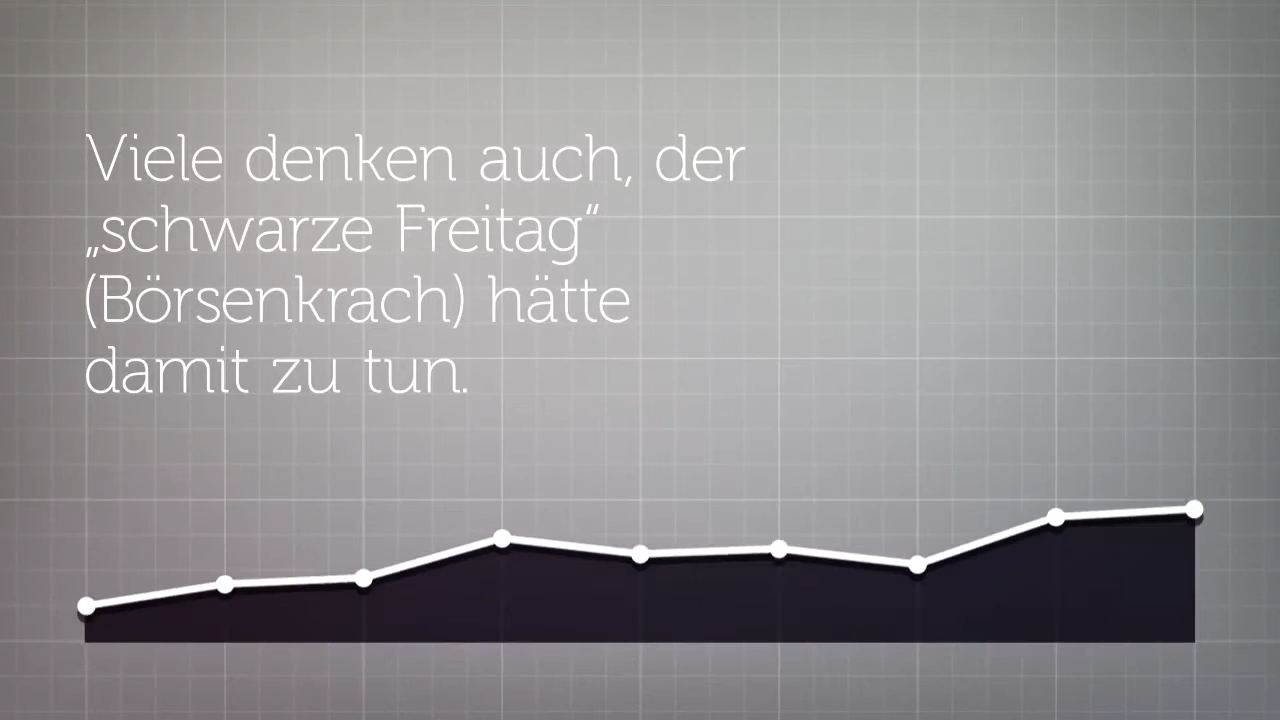 Viele denken auch, der
„schwarze Freitag“
(Börsenkrach) hätte
damit zu tun.